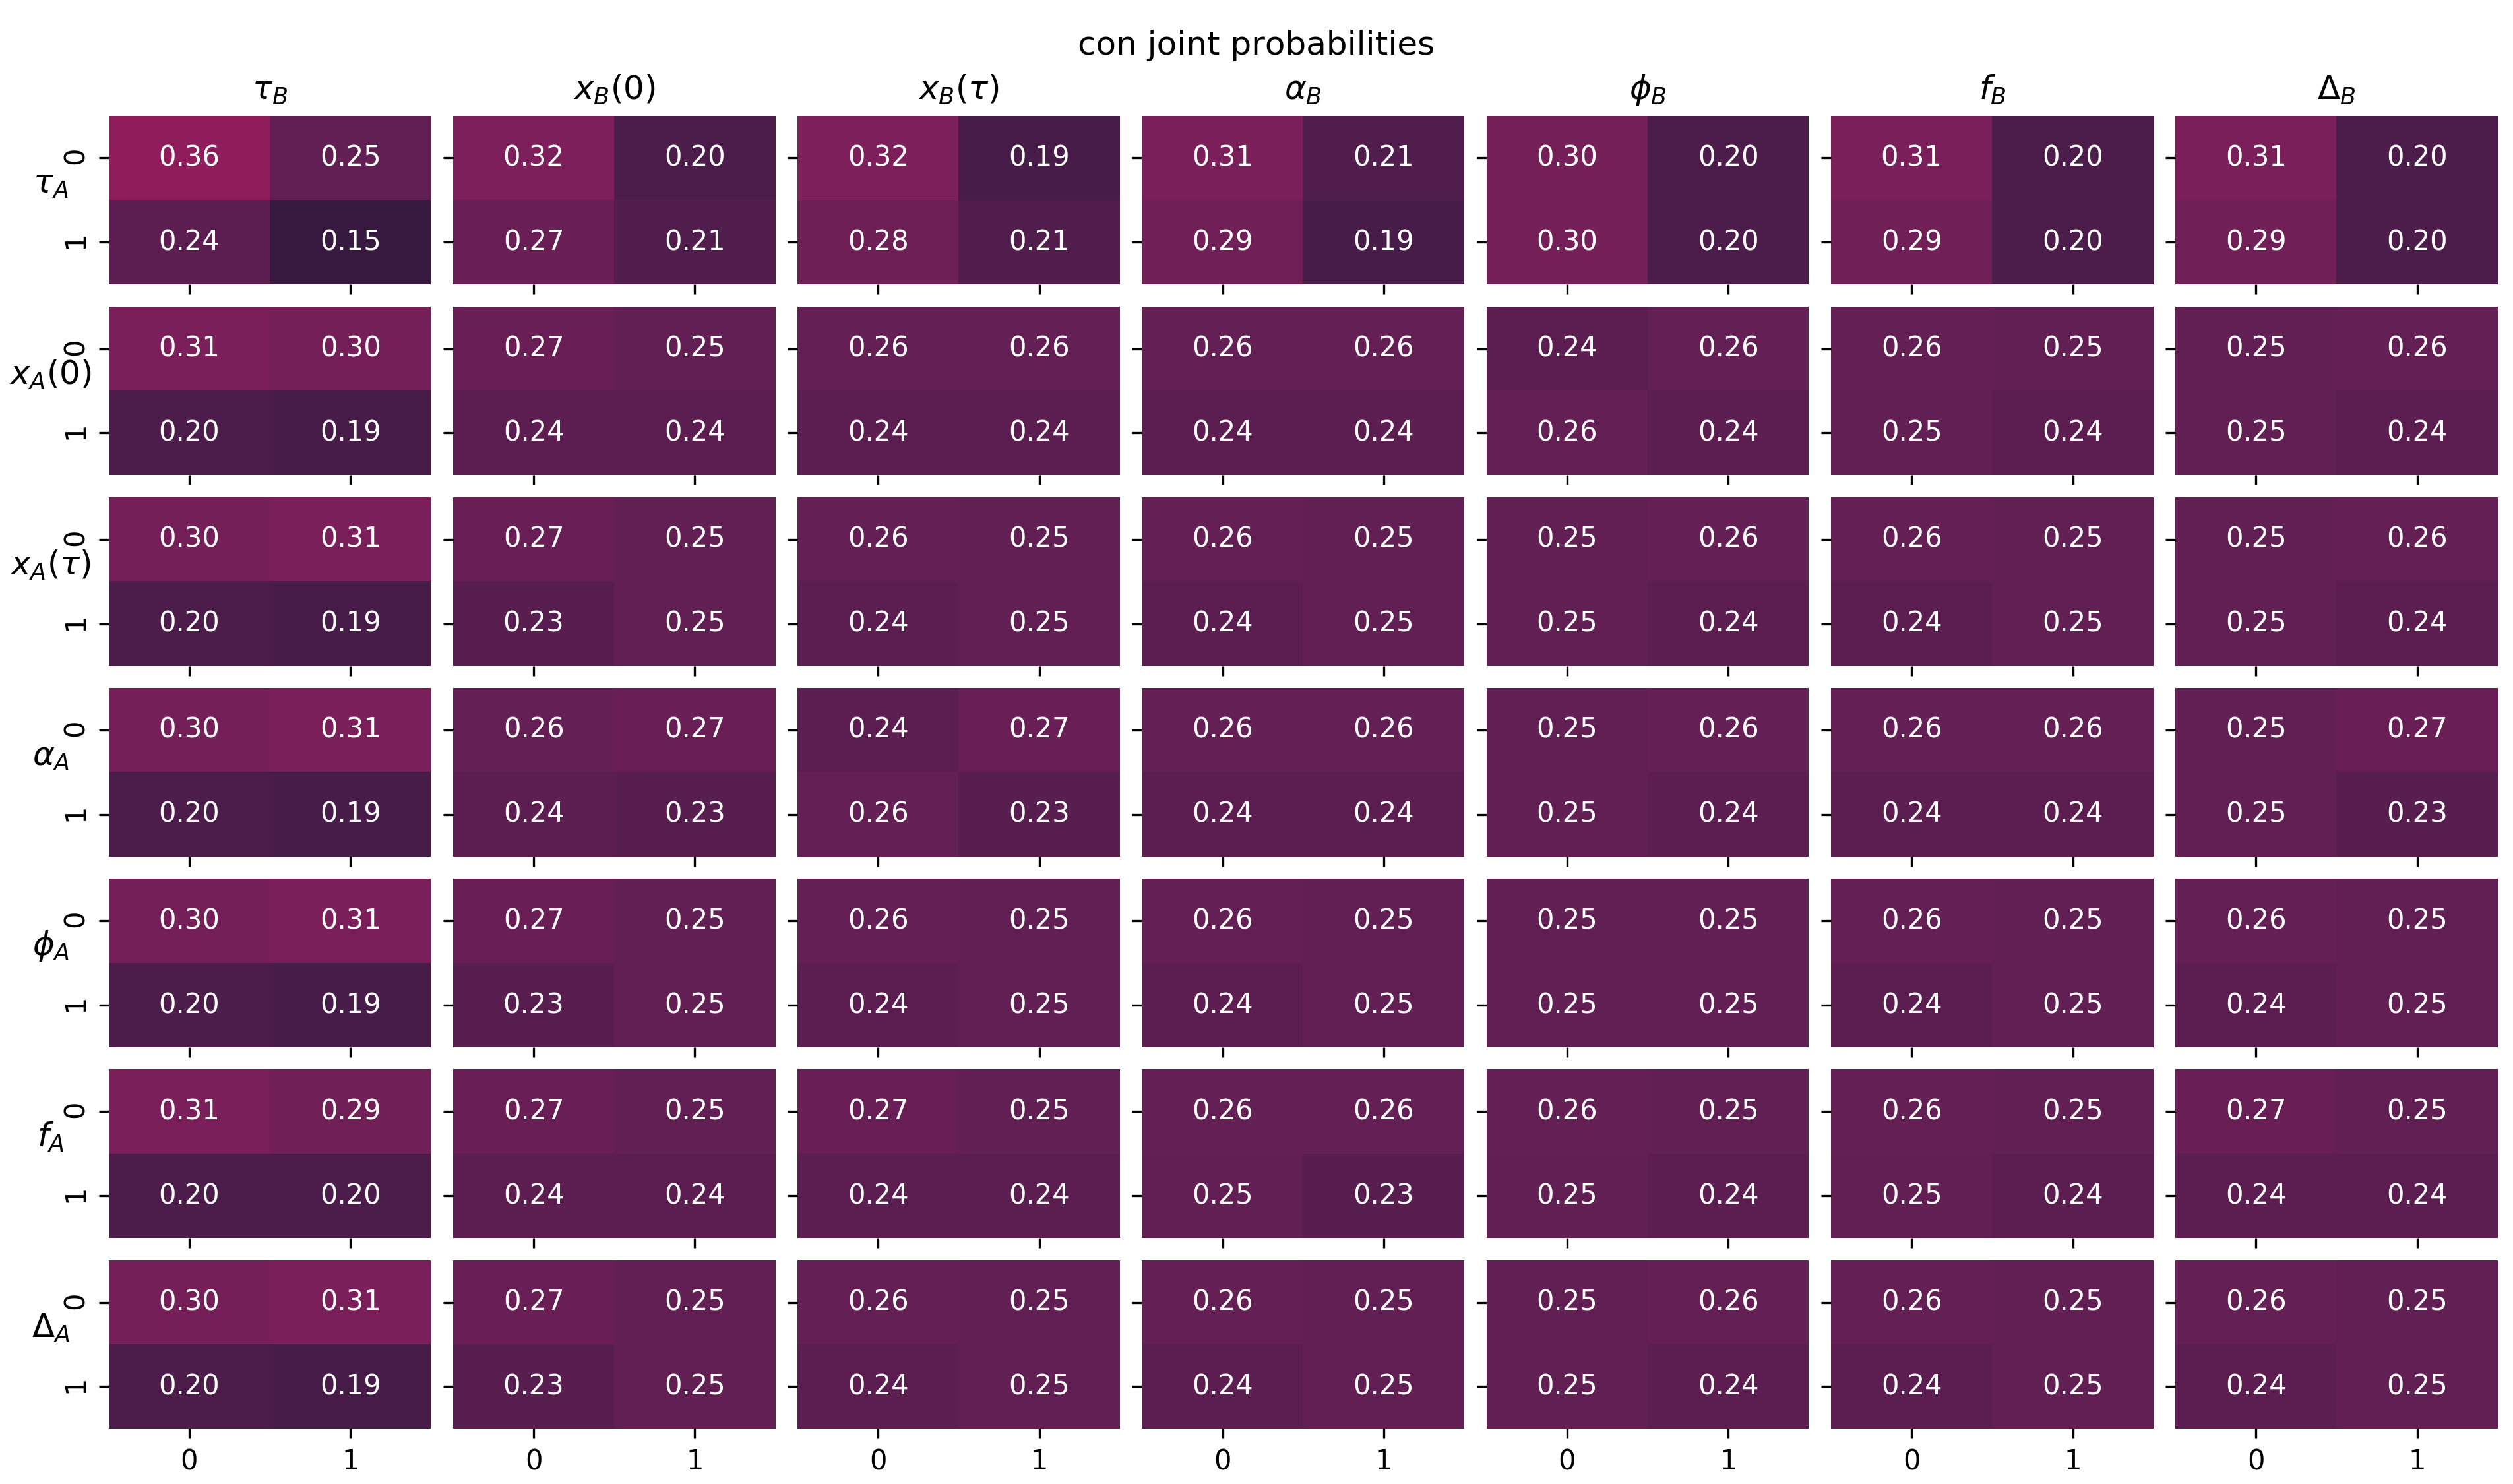 con joint probabilities
τ_B x_B(0) x_B(τ) α_B ϕ_B f_B Δ_B
0 0.36 0.25 0.32 0.20 0.32 0.19 0.31 0.21 0.30 0.20 0.31 0.20 0.31 0.20
τ_A
1 0.24 0.15 0.27 0.21 0.28 0.21 0.29 0.19 0.30 0.20 0.29 0.20 0.29 0.20
0 0.31 0.30 0.27 0.25 0.26 0.26 0.26 0.26 0.24 0.26 0.26 0.25 0.25 0.26
x_A(0)
1 0.20 0.19 0.24 0.24 0.24 0.24 0.24 0.24 0.26 0.24 0.25 0.24 0.25 0.24
0 0.30 0.31 0.27 0.25 0.26 0.25 0.26 0.25 0.25 0.25 0.26 0.25 0.25 0.26
x_A(τ)
1 0.20 0.19 0.23 0.25 0.24 0.25 0.24 0.25 0.25 0.24 0.24 0.25 0.25 0.24
0 0.30 0.31 0.26 0.27 0.24 0.27 0.26 0.26 0.25 0.26 0.26 0.26 0.25 0.27
α_A
1 0.20 0.19 0.24 0.23 0.26 0.23 0.24 0.24 0.25 0.24 0.24 0.24 0.25 0.23
0 0.30 0.31 0.27 0.25 0.26 0.25 0.26 0.25 0.25 0.25 0.26 0.25 0.26 0.25
ϕ_A
1 0.20 0.19 0.23 0.25 0.24 0.25 0.24 0.25 0.25 0.25 0.24 0.25 0.24 0.25
0 0.31 0.29 0.27 0.25 0.27 0.25 0.26 0.26 0.26 0.25 0.26 0.25 0.27 0.25
f_A
1 0.20 0.20 0.24 0.24 0.24 0.24 0.25 0.23 0.25 0.24 0.25 0.24 0.24 0.24
0 0.30 0.31 0.27 0.25 0.26 0.25 0.26 0.25 0.25 0.26 0.26 0.25 0.26 0.25
Δ_A
1 0.20 0.19 0.23 0.25 0.24 0.25 0.24 0.25 0.25 0.24 0.24 0.25 0.24 0.25
0 1 0 1 0 1 0 1 0 1 0 1 0 1